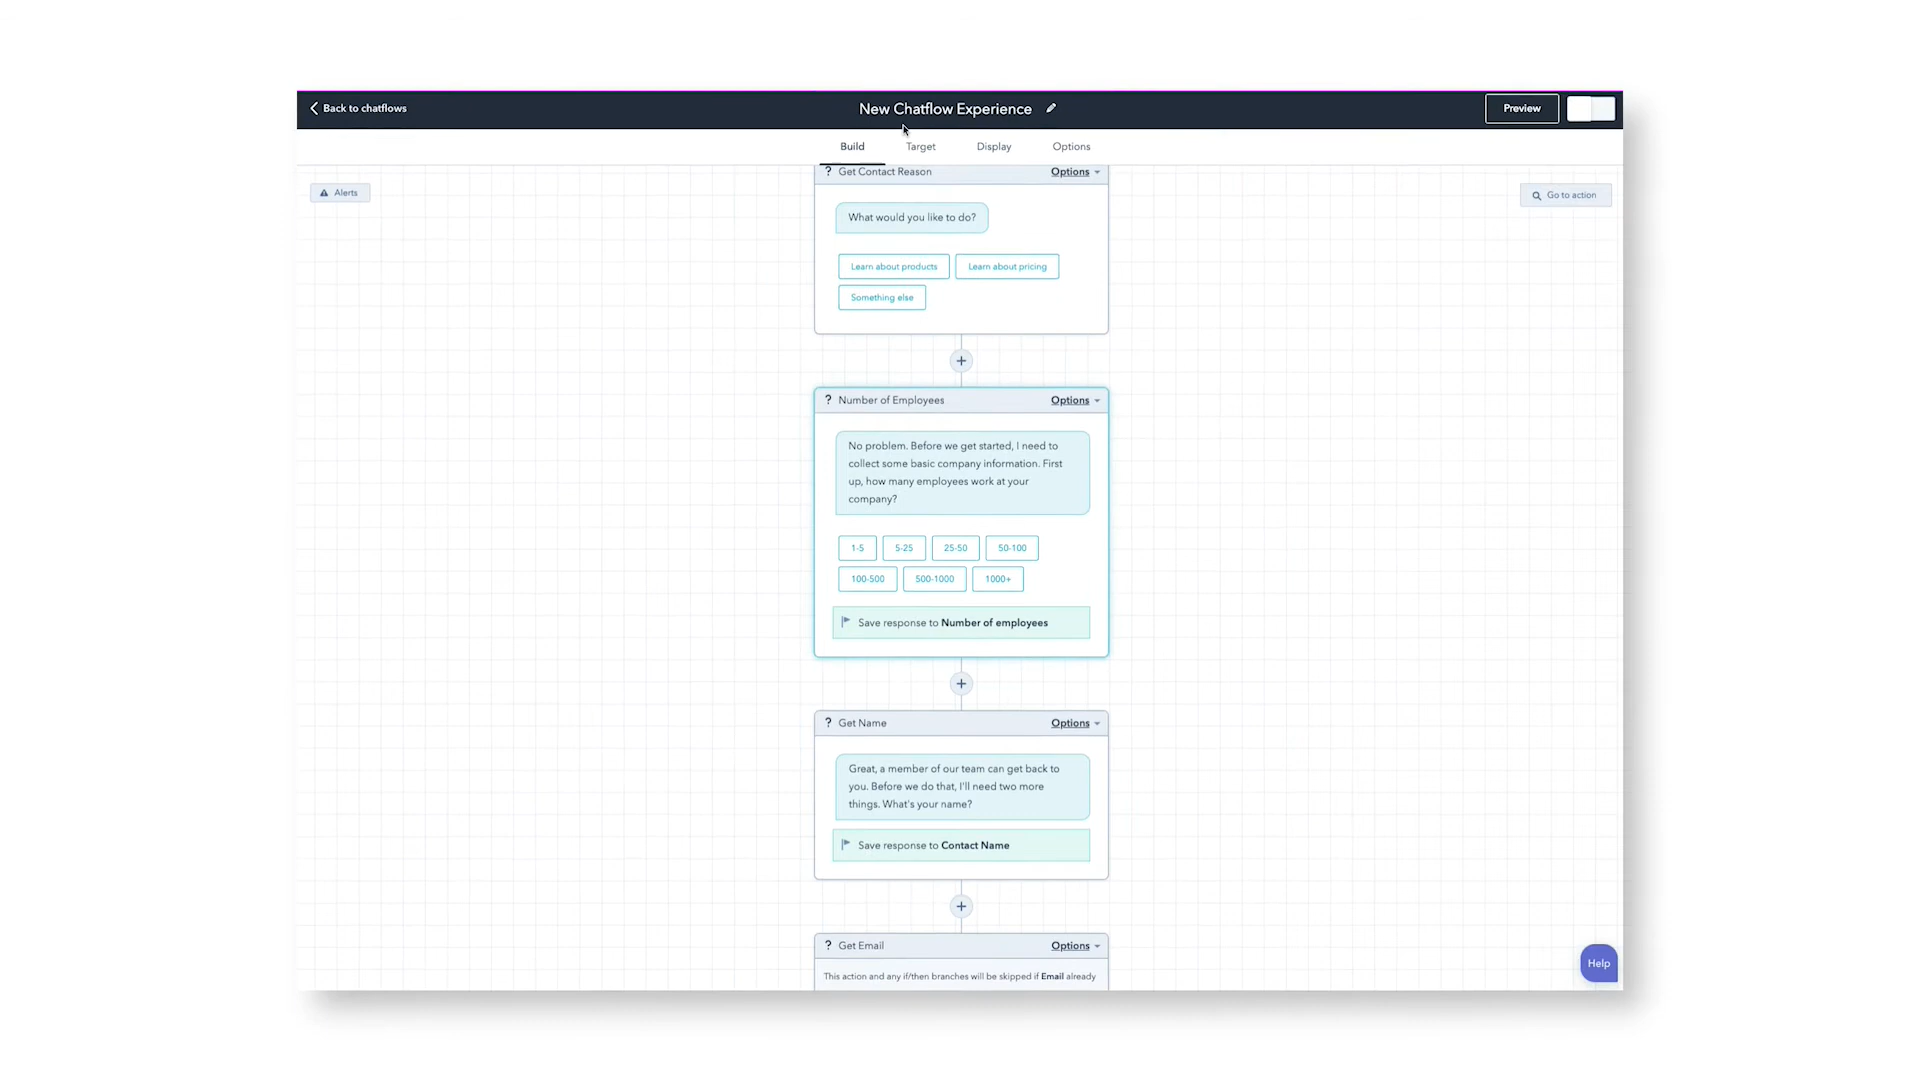 Back to chatflows
New Chatflow Experience
Preview
Build
Target
Display
Options
Alerts
Go to action
? Get Contact Reason
Options
What would you like to do?
Learn about products
Learn about pricing
Something else
+
? Number of Employees
Options
No problem. Before we get started, I need to
collect some basic company information. First
up, how many employees work at your
company?
1-5
5-25
25-50
50-100
100-500
500-1000
1000+
Save response to Number of employees
+
? Get Name
Options
Great, a member of our team can get back to
you. Before we do that, I'll need two more
things. What's your name?
Save response to Contact Name
+
? Get Email
Options
This action and any if/then branches will be skipped if Email already
Help